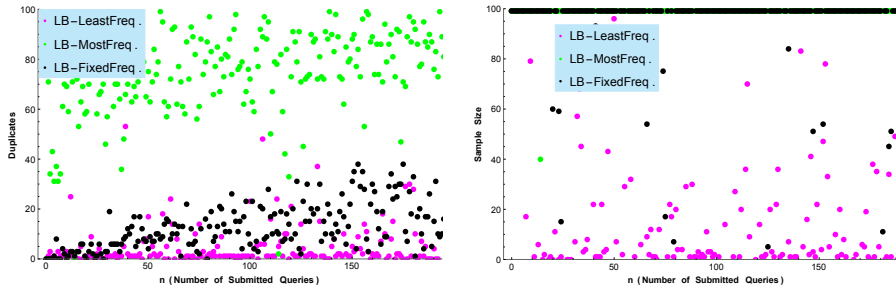 LB-LeastFreq.
LB-MostFreq.
LB-FixedFreq.
Duplicates
100
80
60
40
20
0
0
50
100
150
n (Number of Submitted Queries)
LB-LeastFreq.
LB-MostFreq.
LB-FixedFreq.
Sample Size
80
60
40
20
0
0
50
100
150
n (Number of Submitted Queries)